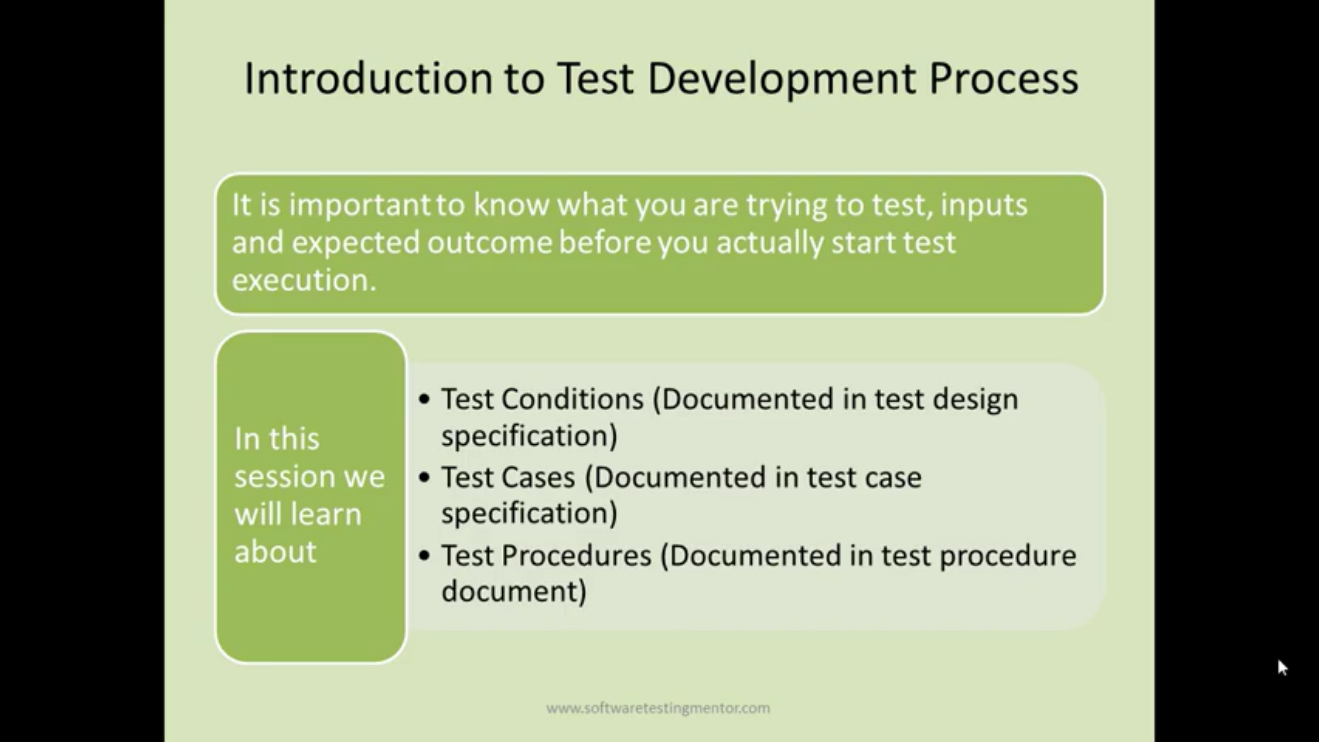 Introduction to Test Development Process
It is important to know what you are trying to test, inputs
and expected outcome before you actually start test
execution.
In this
session we
will learn
about
• Test Conditions (Documented in test design
specification)
• Test Cases (Documented in test case
specification)
• Test Procedures (Documented in test procedure
document)
www.softwaretestingmentor.com